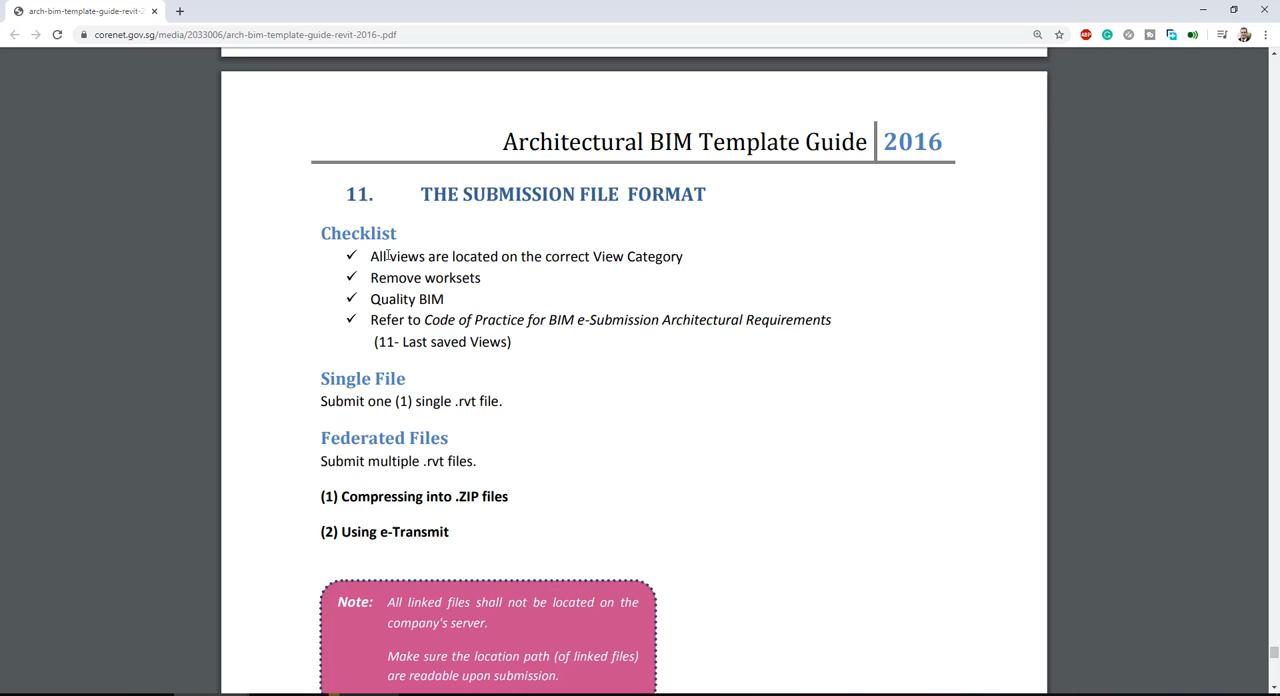 arch-bim-template-guide-revit-2
corenet.gov.sg/media/2033006/arch-bim-template-guide-revit-2016-.pdf
ABP
Architectural BIM Template Guide 2016
11. THE SUBMISSION FILE FORMAT
Checklist
✓ All views are located on the correct View Category
✓ Remove worksets
✓ Quality BIM
✓ Refer to Code of Practice for BIM e-Submission Architectural Requirements
(11- Last saved Views)
Single File
Submit one (1) single .rvt file.
Federated Files
Submit multiple .rvt files.
(1) Compressing into .ZIP files
(2) Using e-Transmit
Note: All linked files shall not be located on the
company's server.
Make sure the location path (of linked files)
are readable upon submission.